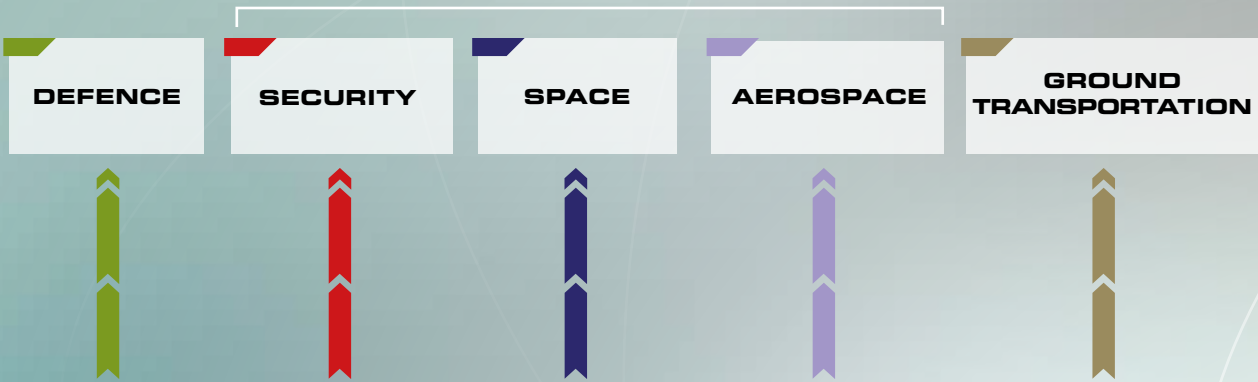 DEFENCE
SECURITY
SPACE
AEROSPACE
GROUND
TRANSPORTATION